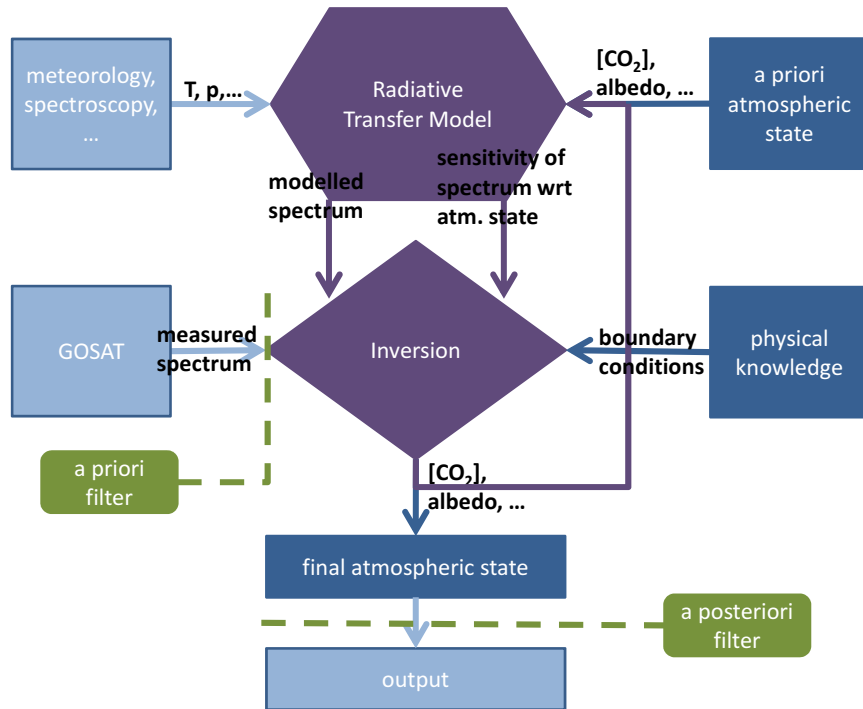 meteorology,
spectroscopy,
...
T, p,...
Radiative
Transfer Model
[CO₂],
albedo, ...
a priori
atmospheric
state
modelled
spectrum
sensitivity of
spectrum wrt
atm. state
GOSAT
measured
spectrum
Inversion
boundary
conditions
physical
knowledge
a priori
filter
[CO₂],
albedo, ...
final atmospheric state
a posteriori
filter
output